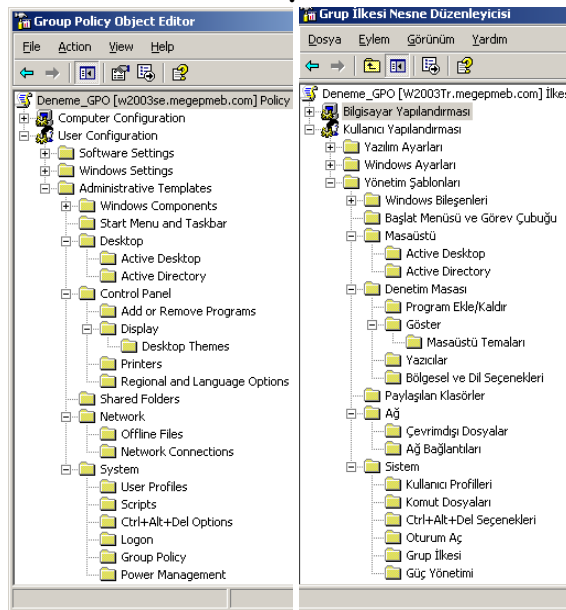 Group Policy Object Editor
File Action View Help
Deneme_GPO [w2003se.megepmeb.com] Policy
Computer Configuration
User Configuration
Software Settings
Windows Settings
Administrative Templates
Windows Components
Start Menu and Taskbar
Desktop
Active Desktop
Active Directory
Control Panel
Add or Remove Programs
Display
Desktop Themes
Printers
Regional and Language Options
Shared Folders
Network
Offline Files
Network Connections
System
User Profiles
Scripts
Ctrl+Alt+Del Options
Logon
Group Policy
Power Management
Grup İlkesi Nesne Düzenleyicisi
Dosya Eylem Görünüm Yardım
Deneme_GPO [w2003Tr.megepmeb.com] İlkes
Bilgisayar Yapılandırması
Kullanıcı Yapılandırması
Yazılım Ayarları
Windows Ayarları
Yönetim Şablonları
Windows Bileşenleri
Başlat Menüsü ve Görev Çubuğu
Masaüstü
Active Desktop
Active Directory
Denetim Masası
Program Ekle/Kaldır
Göster
Masaüstü Temaları
Yazıcılar
Bölgesel ve Dil Seçenekleri
Paylaşılan Klasörler
Ağ
Çevrimdışı Dosyalar
Ağ Bağlantıları
Sistem
Kullanıcı Profilleri
Komut Dosyaları
Ctrl+Alt+Del Seçenekleri
Oturum Aç
Grup İlkesi
Güç Yönetimi